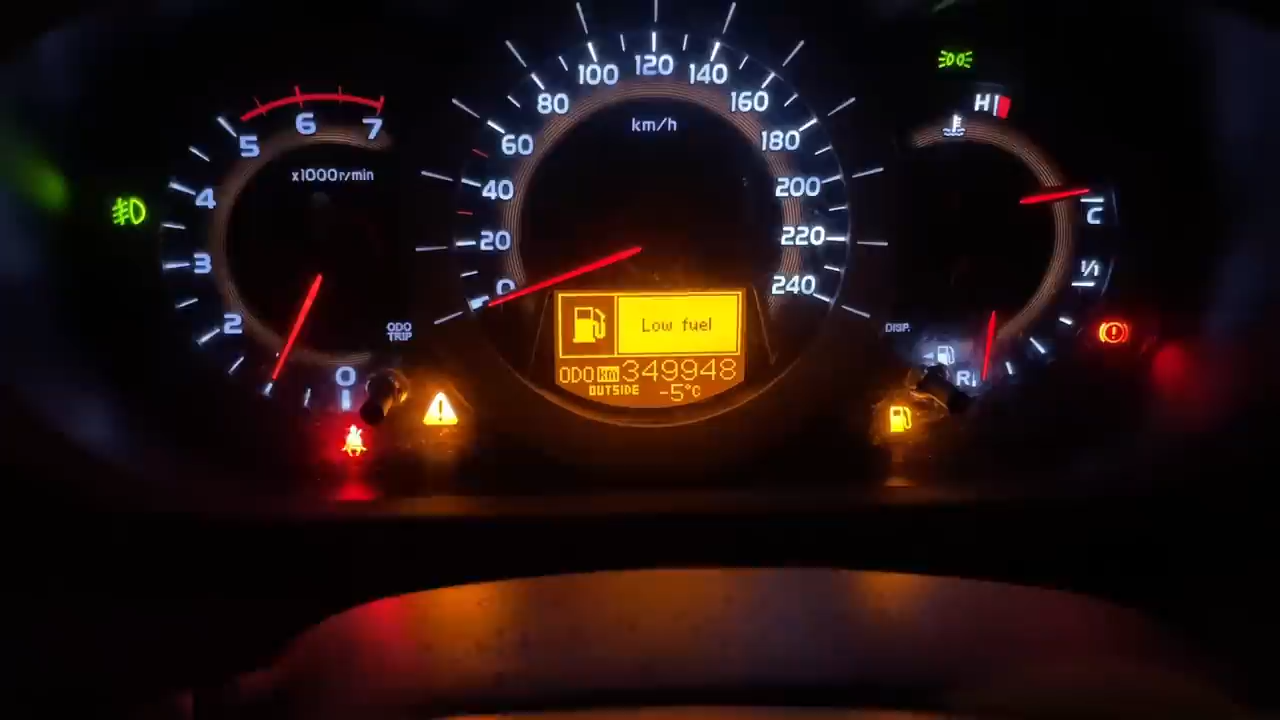 0
2
3
4
5
6
7
x1000r/min
ODO
TRIP
0
20
40
60
80
100
120
140
160
180
200
220
240
km/h
Low fuel
ODO km 349948
OUTSIDE -5°C
H
C
1/1
R
DISP.